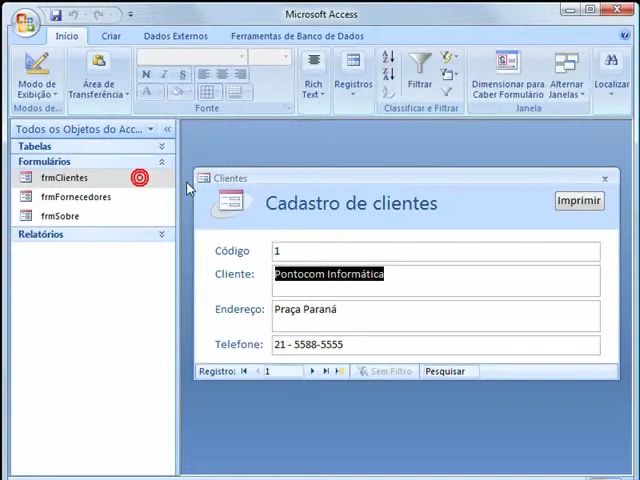 Microsoft Access
Início Criar Dados Externos Ferramentas de Banco de Dados
Modo de Exibição
Área de Transferência
N I S
A
Rich Text
Registros
Filtrar
Dimensionar para Caber Formulário
Alternar Janelas
Localizar
Modos de...
Fonte
Classificar e Filtrar
Janela
Todos os Objetos do Acc...
Tabelas
Formulários
frmClientes
frmFornecedores
frmSobre
Relatórios
Clientes
Cadastro de clientes
Imprimir
Código 1
Cliente: Pontocom Informática
Endereço: Praça Paraná
Telefone: 21 - 5588-5555
Registro: 1 Sem Filtro Pesquisar